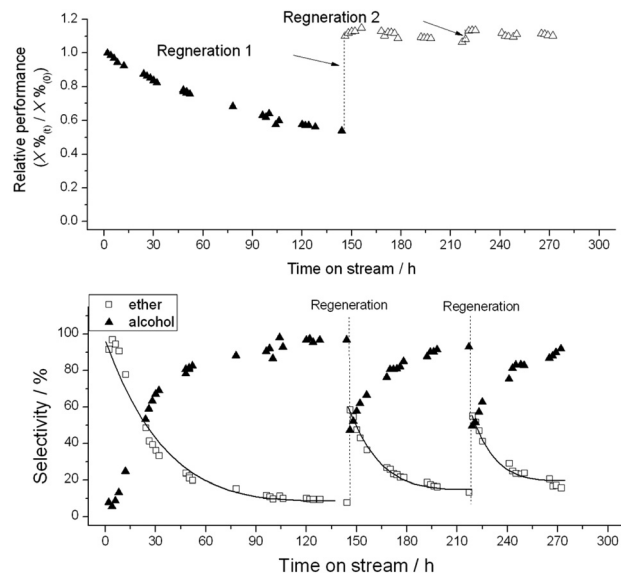 Regneration 2
Regneration 1
Relative performance
(X %(t) / X %(0))
1.2
1.0
0.8
0.6
0.4
0.2
0.0
0 30 60 90 120 150 180 210 240 270 300
Time on stream / h
ether
alcohol
Regeneration
Regeneration
Selectivity / %
100
80
60
40
20
0
0 30 60 90 120 150 180 210 240 270 300
Time on stream / h